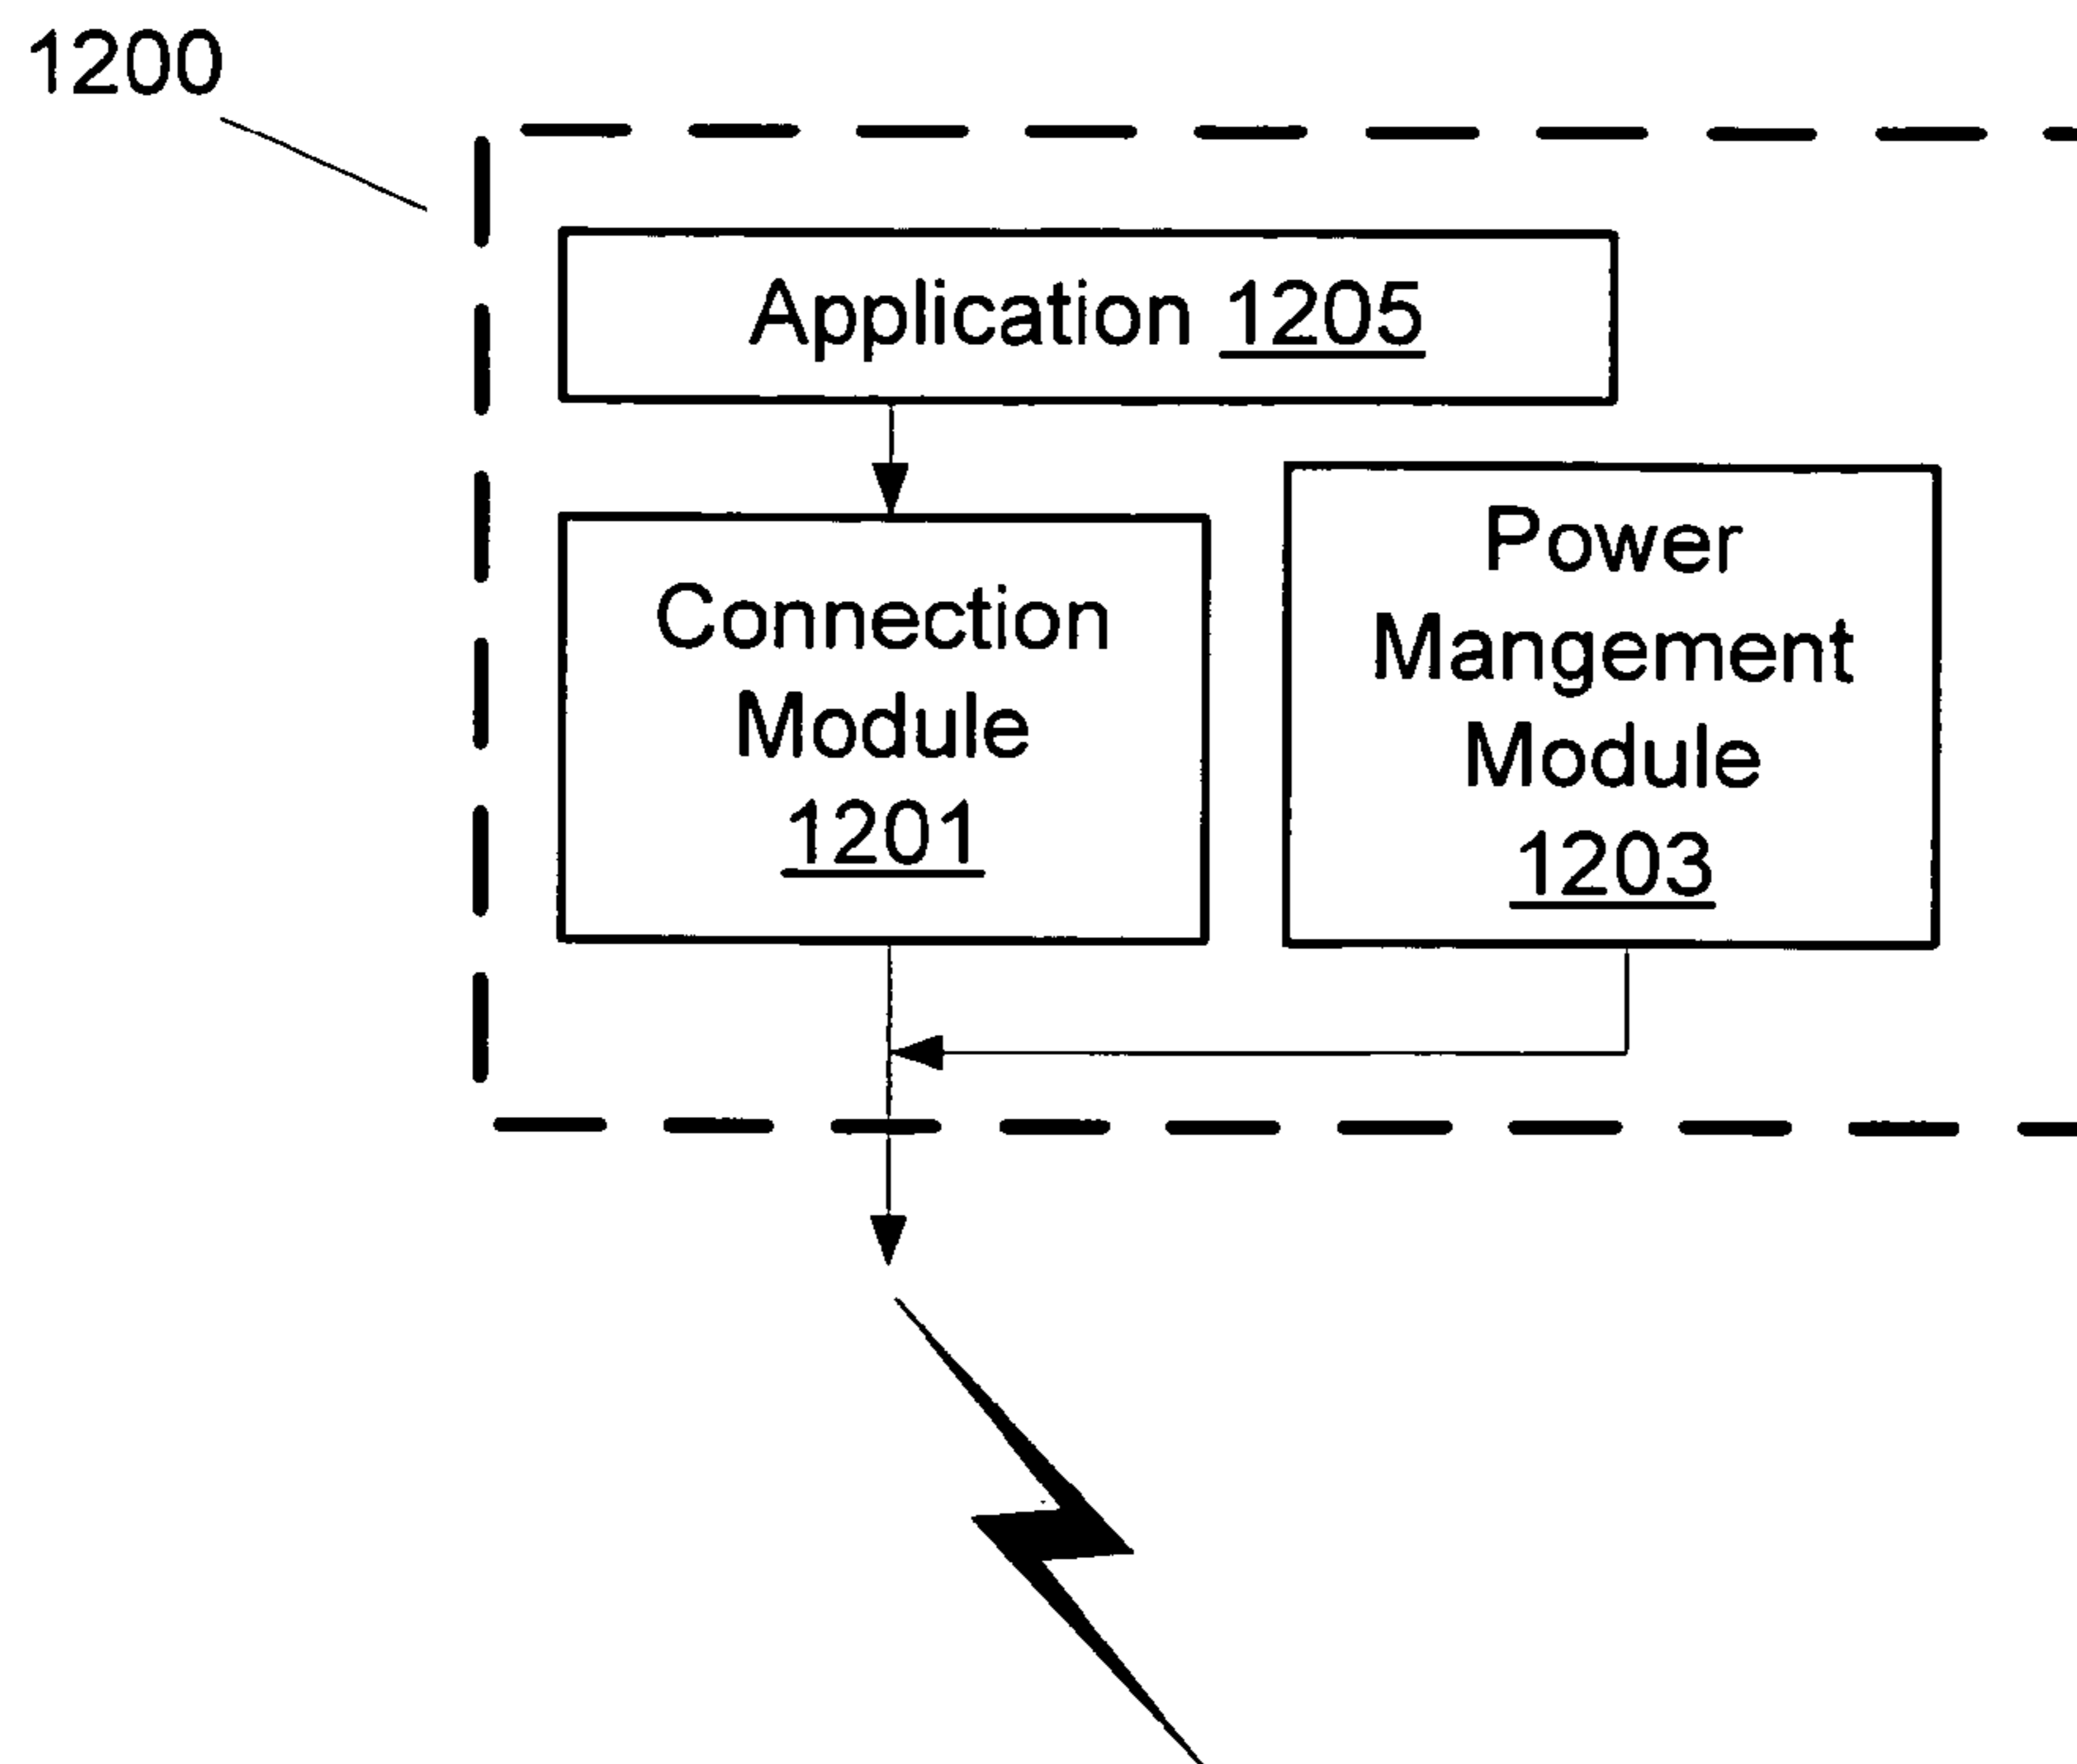 1200
Application 1205
Connection
Module
1201
Power
Mangement
Module
1203